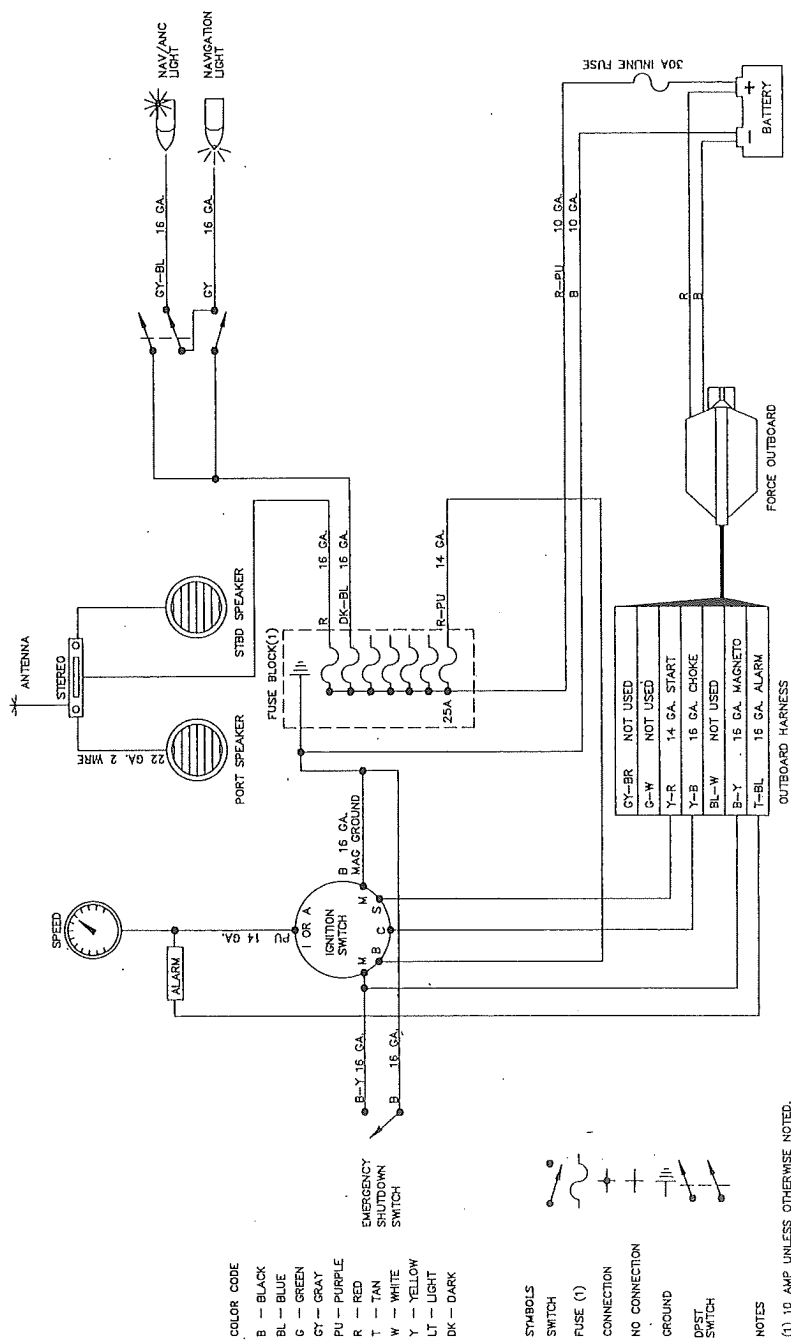 COLOR CODE
B – BLACK
BL – BLUE
G – GREEN
GY – GRAY
PU – PURPLE
R – RED
T – TAN
W – WHITE
Y – YELLOW
LT – LIGHT
DK – DARK
SYMBOLS
SWITCH
FUSE (1)
CONNECTION
NO CONNECTION
GROUND
DPST
SWITCH
NOTES
(1) 10 AMP UNLESS OTHERWISE NOTED.
EMERGENCY
SHUTDOWN
SWITCH
B–Y 16 GA.
B 16 GA.
SPEED
ALARM
PU 14 GA.
I OR A
IGNITION
SWITCH
M
B
C
S
M
B 16 GA.
MAG GROUND
ANTENNA
STEREO
22 GA. 2 WIRE
PORT SPEAKER
STBD SPEAKER
FUSE BLOCK(1)
R 16 GA.
DK–BL 16 GA.
25A
R–PU 14 GA.
GY–BL 16 GA.
NAV/ANC
LIGHT
GY 16 GA.
NAVIGATION
LIGHT
R–PU 10 GA.
B 10 GA.
30A INLINE FUSE
– +
BATTERY
R
B
FORCE OUTBOARD
GY–BR NOT USED
G–W NOT USED
Y–R 14 GA. START
Y–B 16 GA. CHOKE
BL–W NOT USED
B–Y 16 GA. MAGNETO
T–BL 16 GA. ALARM
OUTBOARD HARNESS